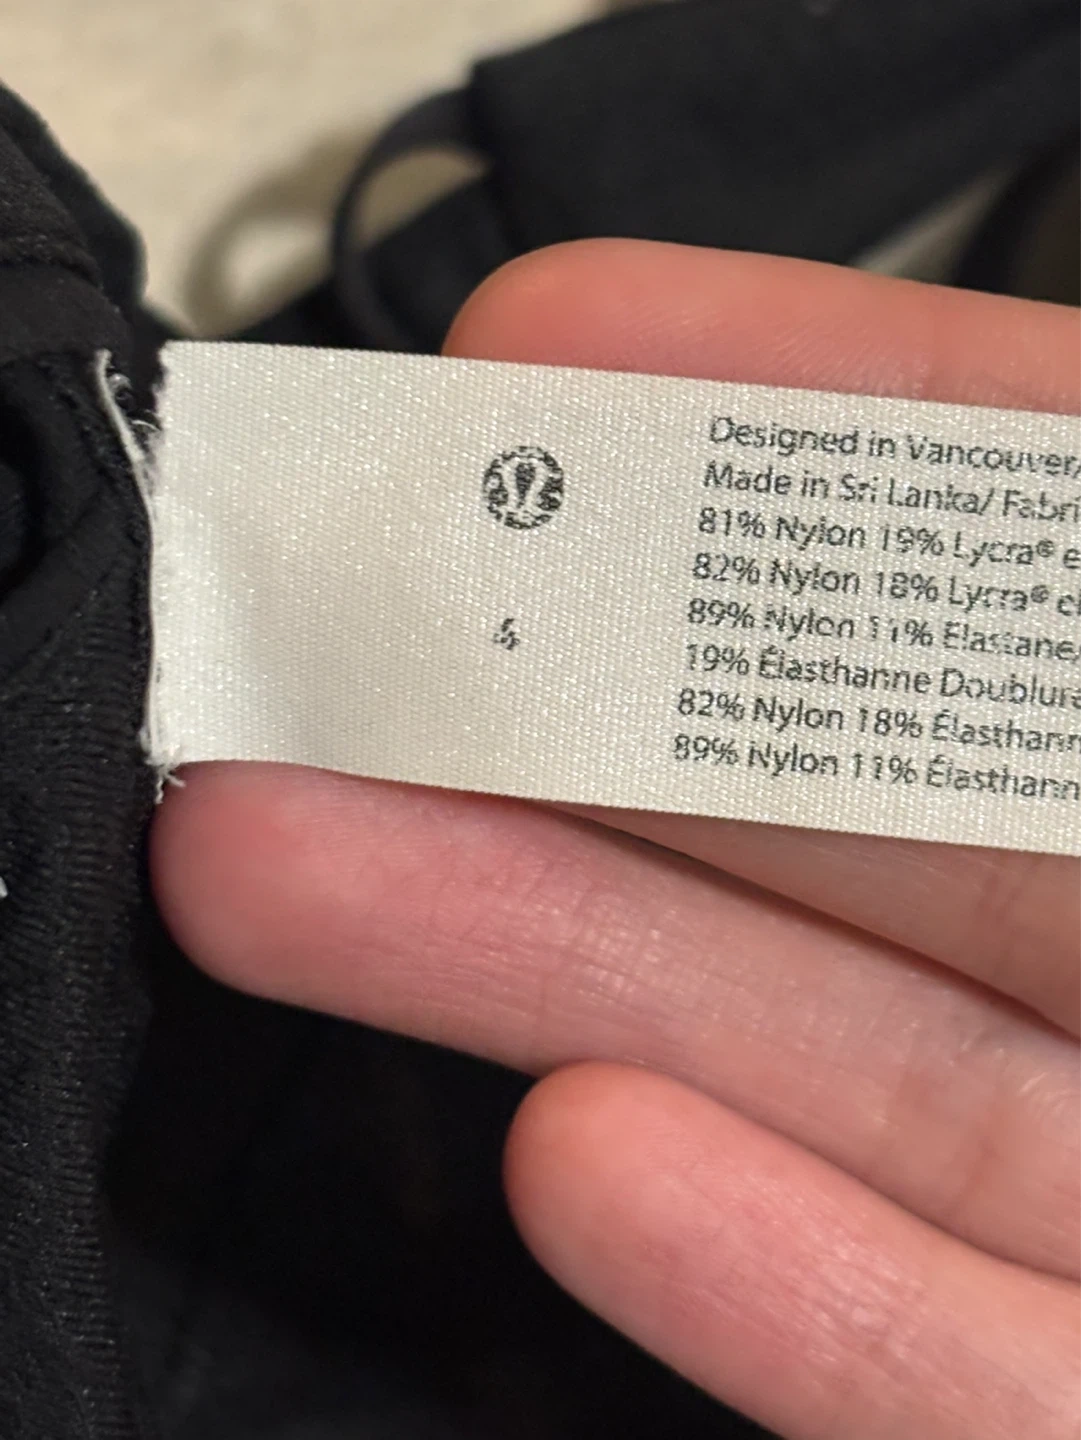 4
Designed in Vancouver/
Made in Sri Lanka/ Fabri
81% Nylon 19% Lycra® e
82% Nylon 18% Lycra® el
89% Nylon 11% Elastane/
19% Élasthanne Doublure
82% Nylon 18% Élasthann
89% Nylon 11% Élasthann